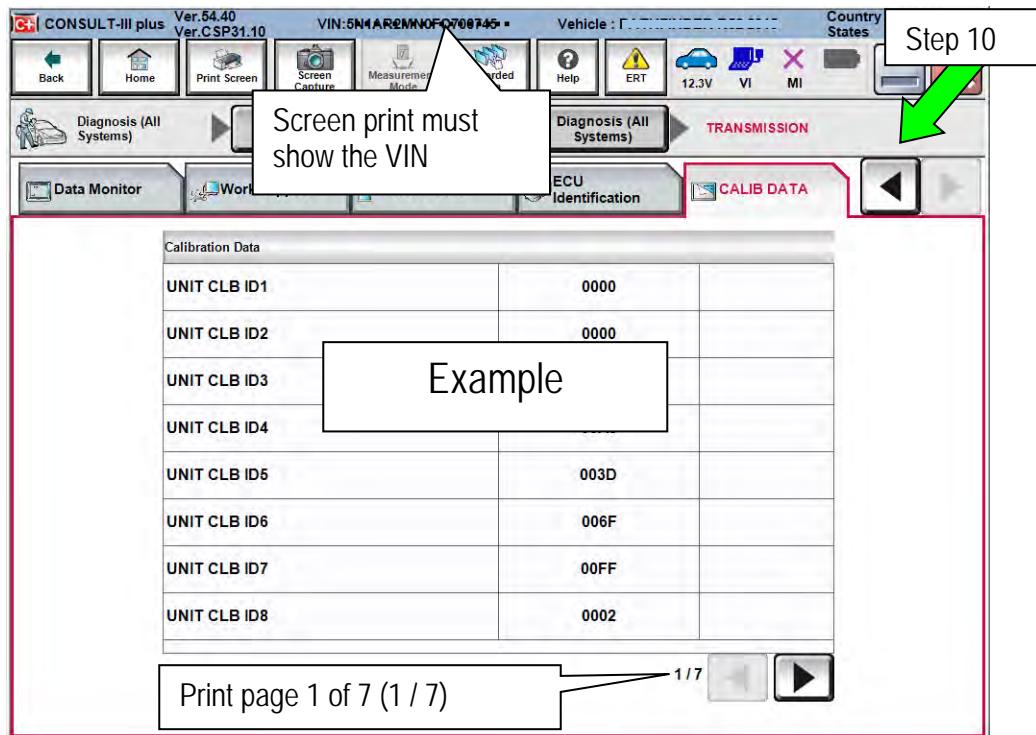 CONSULT-III plus Ver.54.40 VIN: Vehicle : Country
Ver.CSP31.10 States
Step 10
Back Home Print Screen Screen Capture Measurement Mode Help ERT 12.3V VI MI
Screen print must
show the VIN
Diagnosis (All Diagnosis (All TRANSMISSION
Systems) Systems)
Data Monitor Work ECU Identification CALIB DATA
Calibration Data
UNIT CLB ID1 0000
UNIT CLB ID2 0000
UNIT CLB ID3
Example
UNIT CLB ID4
UNIT CLB ID5 003D
UNIT CLB ID6 006F
UNIT CLB ID7 00FF
UNIT CLB ID8 0002
1/7
Print page 1 of 7 (1 / 7)